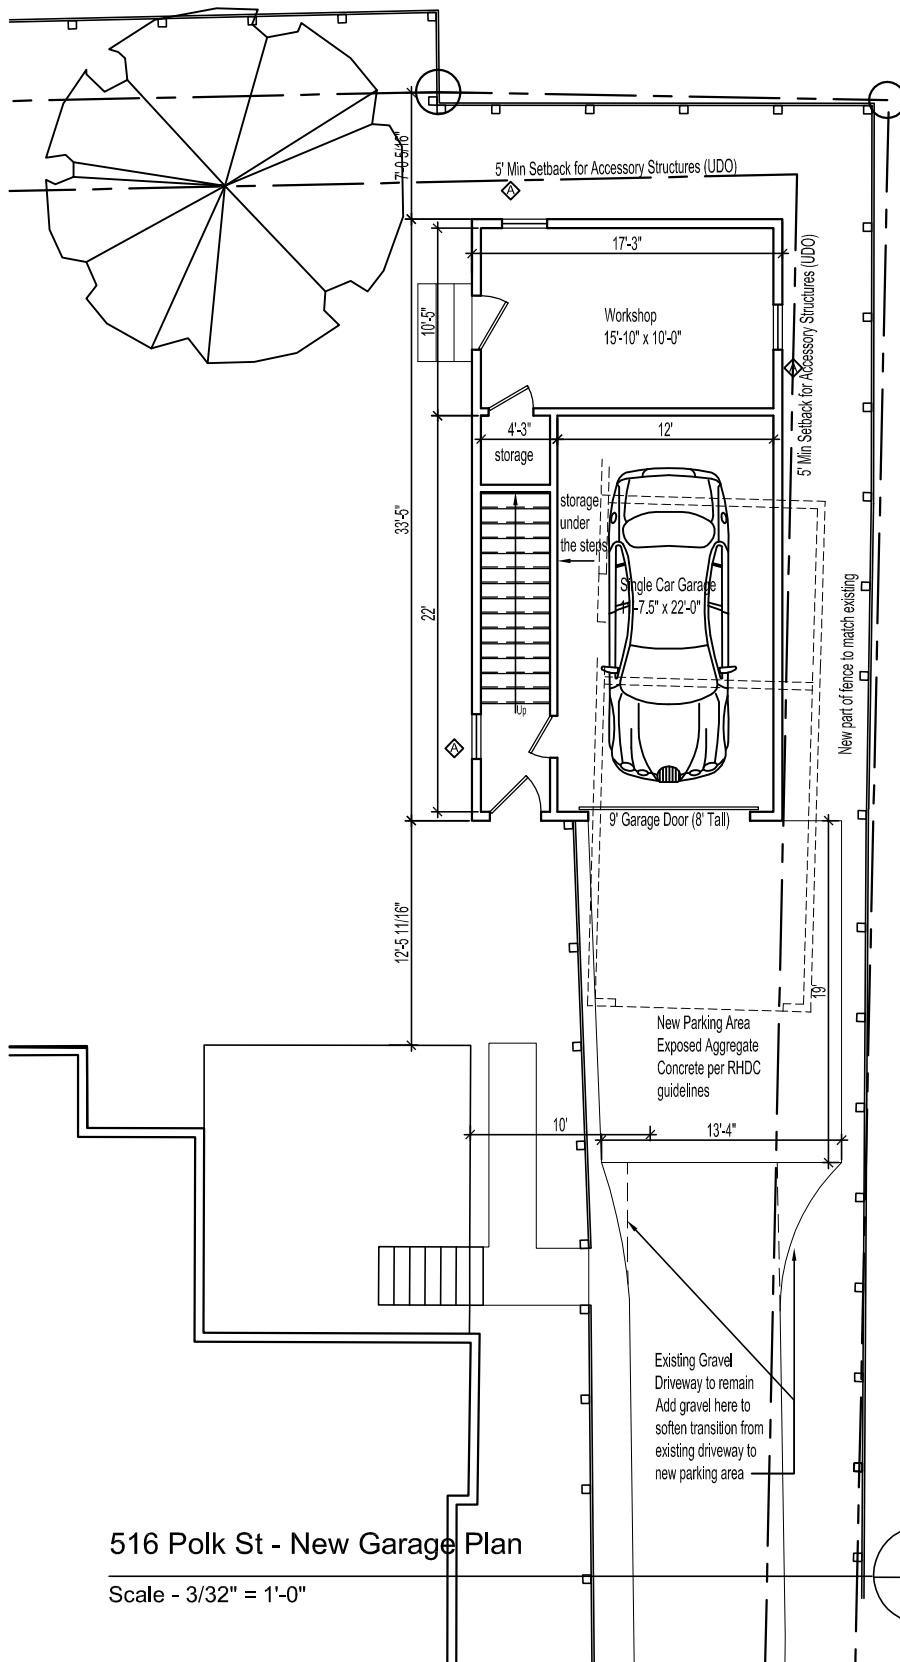 7'-0 5/16"
5' Min Setback for Accessory Structures (UDO)
A
17'-3"
5' Min Setback for Accessory Structures (UDO)
10'-5"
Workshop
15'-10" x 10'-0"
A
4'-3"
12'
storage
storage
under
the steps
33'-5"
22'
Single Car Garage
-7.5" x 22'-0"
New part of fence to match existing
Up
A
9' Garage Door (8' Tall)
12'-5 11/16"
19'
New Parking Area
Exposed Aggregate
Concrete per RHDC
guidelines
10'
13'-4"
Existing Gravel
Driveway to remain
Add gravel here to
soften transition from
existing driveway to
new parking area
516 Polk St - New Garage Plan
Scale - 3/32" = 1'-0"